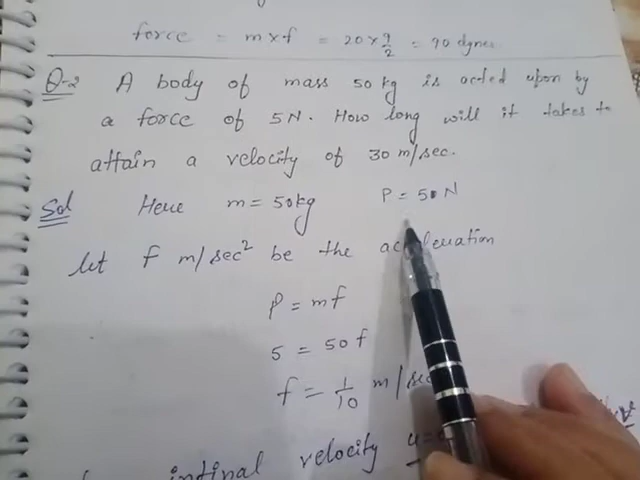 force = m x f = 20 x 9/2 = 90 dynes
Q-2 A body of mass 50 kg is acted upon by
a force of 5N. How long will it takes to
attain a velocity of 30 m/sec.
Sol Here m = 50kg P = 5 N
let f m/sec² be the acceleration
P = mf
5 = 50 f
f = 1/10 m/sec
intinal velocity u =